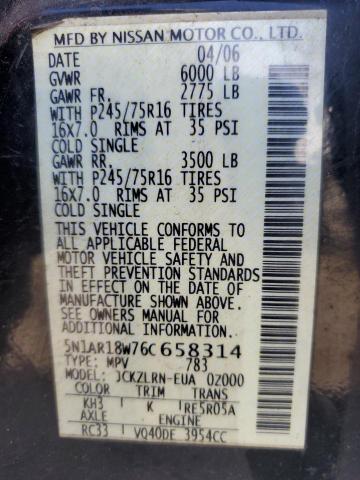 MFD BY NISSAN MOTOR CO., LTD
DATE 04/06
GVWR 6000 LB
GAWR FR. 2775 LB
WITH P245/75R16 TIRES
16X7.0 RIMS AT 35 PSI
COLD SINGLE
GAWR RR. 3500 LB
WITH P245/75R16 TIRES
16X7.0 RIMS AT 35 PSI
COLD SINGLE
THIS VEHICLE CONFORMS TO
ALL APPLICABLE FEDERAL
MOTOR VEHICLE SAFETY AND
THEFT PREVENTION STANDARDS
IN EFFECT ON THE DATE OF
MANUFACTURE SHOWN ABOVE.
SEE OWNERS MANUAL FOR
ADDITIONAL INFORMATION
5N1AR18W76C658314
TYPE: MPV 783
MODEL: JCKZLRN-EUA 0Z000
COLOR TRIM TRANS
KH3 K RE5R05A
AXLE ENGINE
RC33 VQ40DE 3954CC